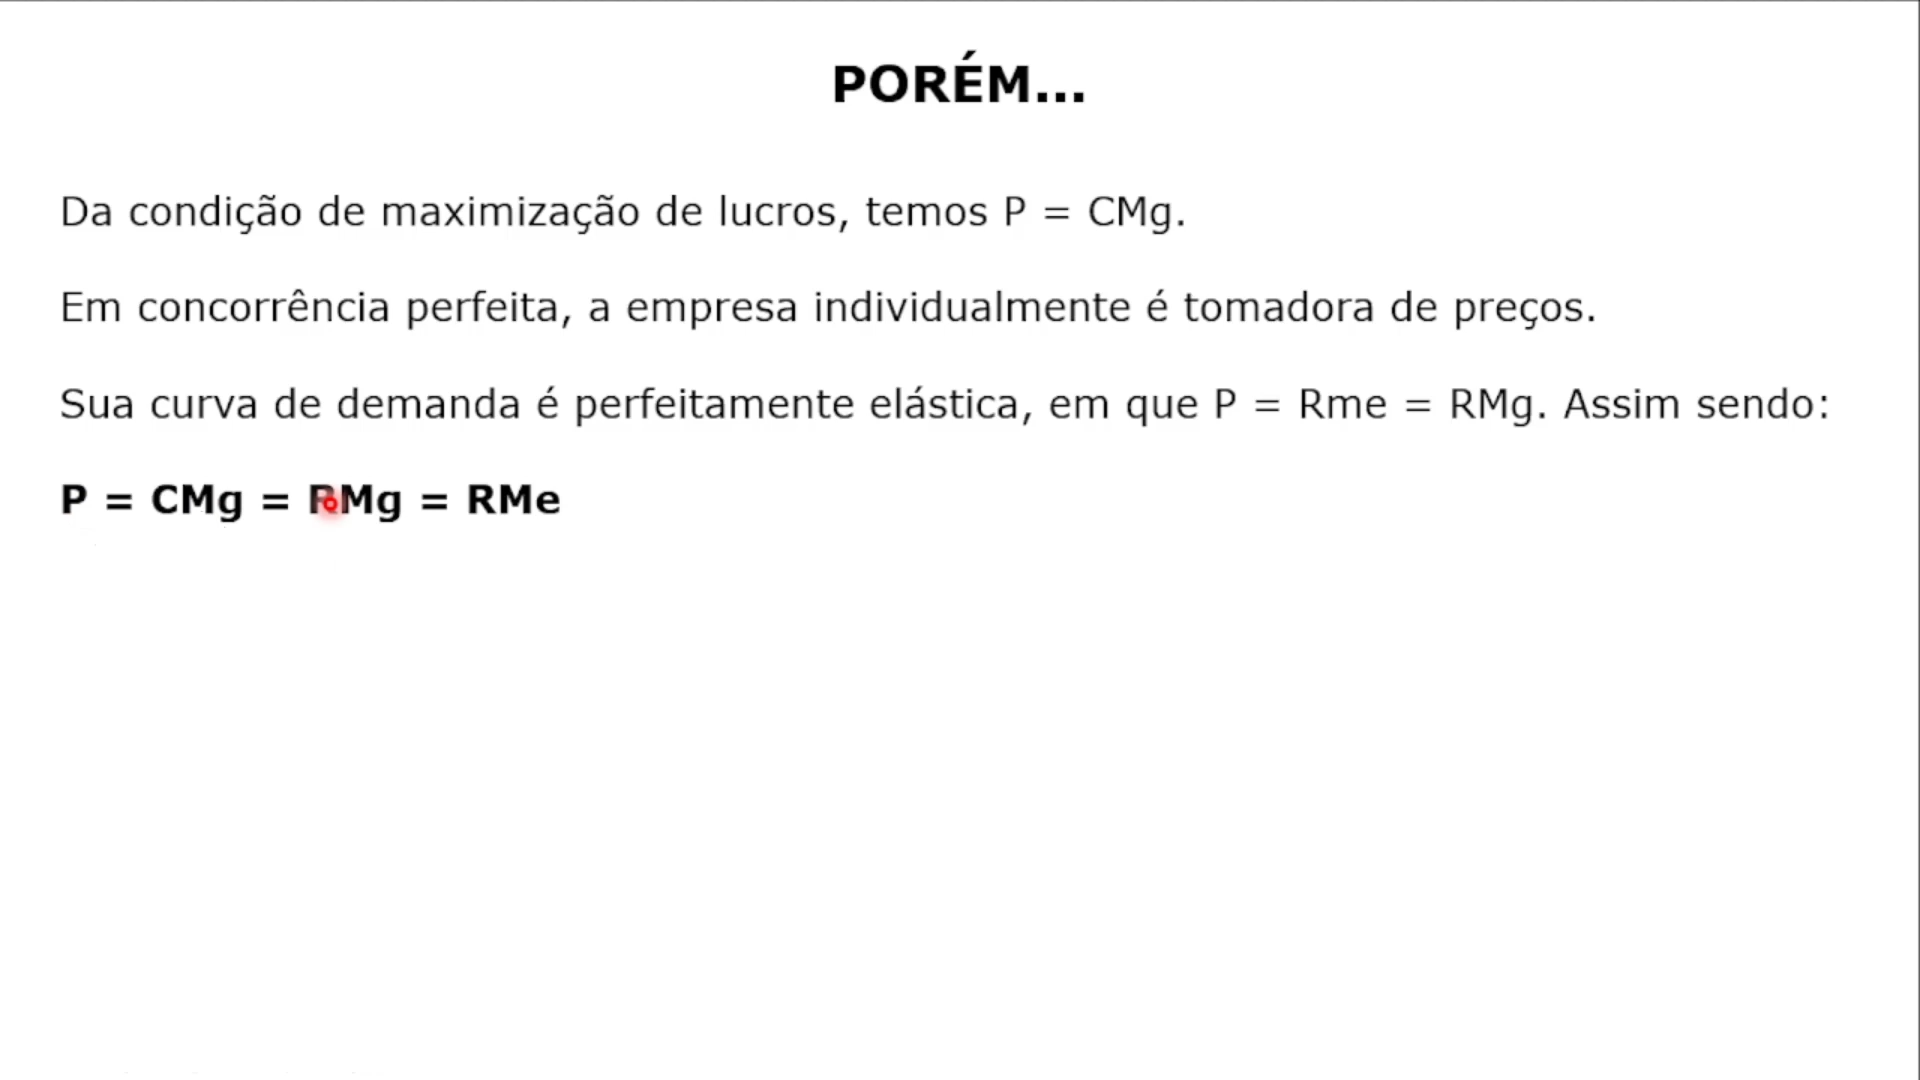 PORÉM...
Da condição de maximização de lucros, temos P = CMg.
Em concorrência perfeita, a empresa individualmente é tomadora de preços.
Sua curva de demanda é perfeitamente elástica, em que P = Rme = RMg. Assim sendo:
P = CMg = RMg = RMe